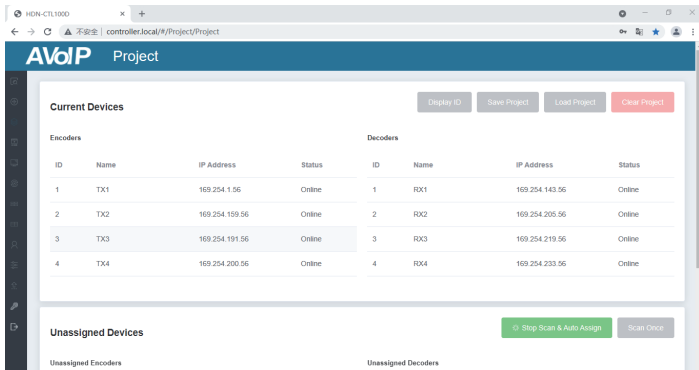 HDN-CTL100D
不安全 controller.local/#/Project/Project
AVoIP Project
Current Devices
Display ID Save Project Load Project Clear Project
Encoders Decoders
ID Name IP Address Status ID Name IP Address Status
1 TX1 169.254.1.56 Online 1 RX1 169.254.143.56 Online
2 TX2 169.254.159.56 Online 2 RX2 169.254.205.56 Online
3 TX3 169.254.191.56 Online 3 RX3 169.254.219.56 Online
4 TX4 169.254.200.56 Online 4 RX4 169.254.233.56 Online
Unassigned Devices
Stop Scan & Auto Assign Scan Once
Unassigned Encoders Unassigned Decoders